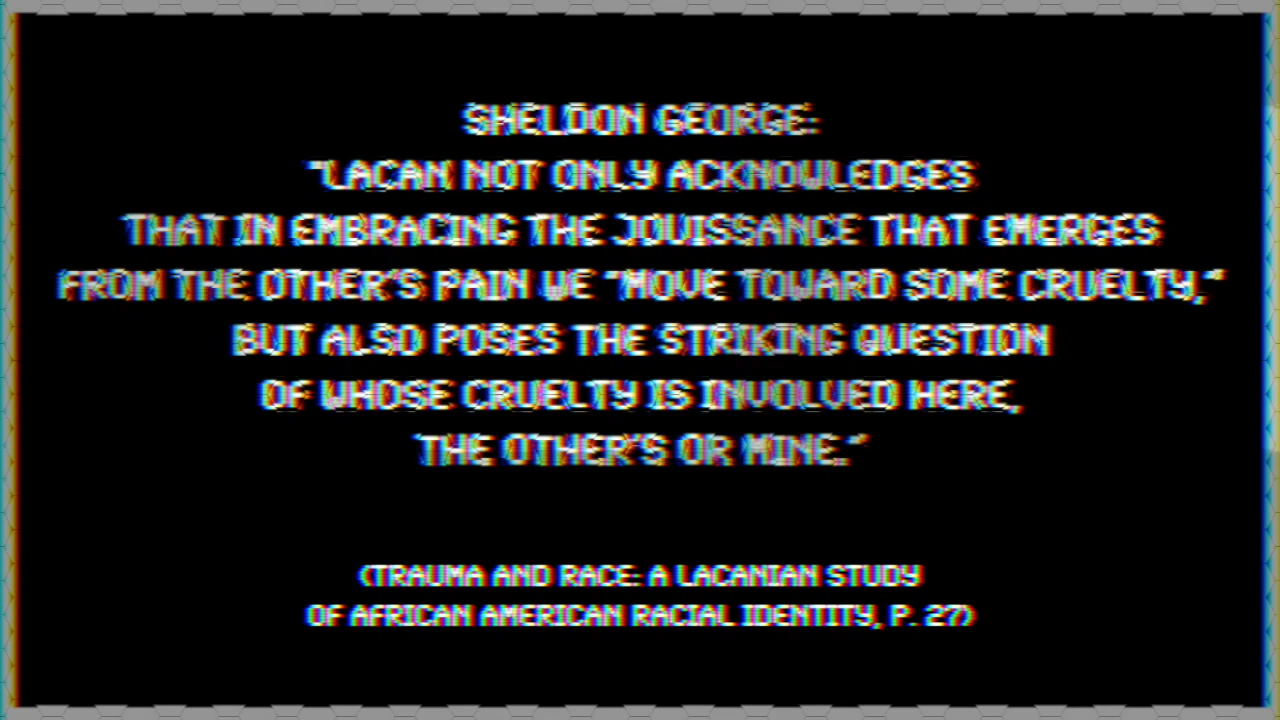 SHELDON GEORGE:
"LACAN NOT ONLY ACKNOWLEDGES
THAT IN EMBRACING THE JOUISSANCE THAT EMERGES
FROM THE OTHER'S PAIN WE "MOVE TOWARD SOME CRUELTY,"
BUT ALSO POSES THE STRIKING QUESTION
OF WHOSE CRUELTY IS INVOLVED HERE,
THE OTHER'S OR MINE."
(TRAUMA AND RACE: A LACANIAN STUDY
OF AFRICAN AMERICAN RACIAL IDENTITY, P. 27)